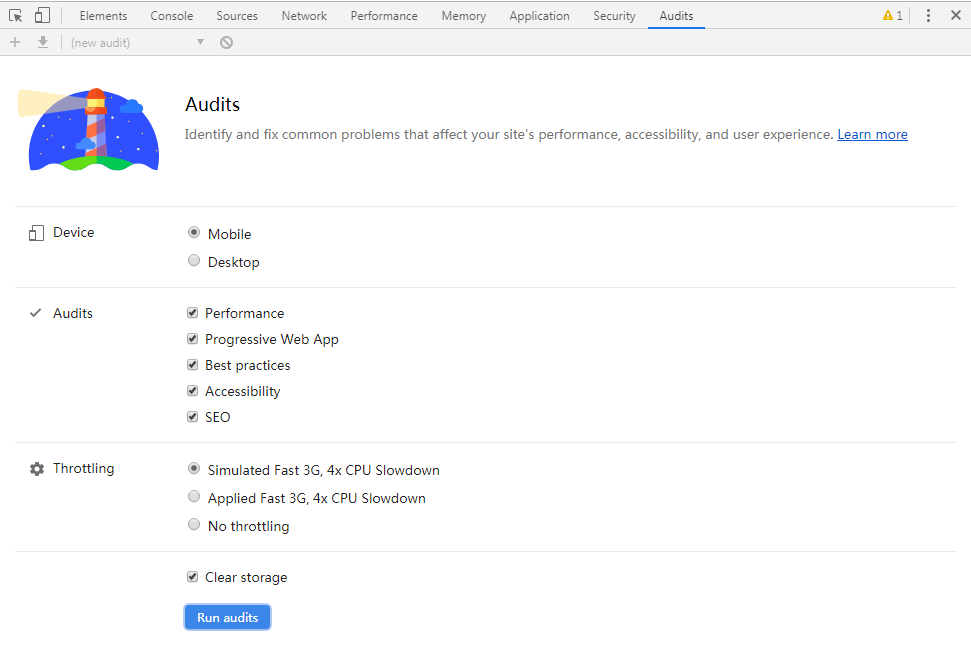 Elements Console Sources Network Performance Memory Application Security Audits 1
(new audit)
Audits
Identify and fix common problems that affect your site's performance, accessibility, and user experience. Learn more
Device
Mobile
Desktop
Audits
Performance
Progressive Web App
Best practices
Accessibility
SEO
Throttling
Simulated Fast 3G, 4x CPU Slowdown
Applied Fast 3G, 4x CPU Slowdown
No throttling
Clear storage
Run audits